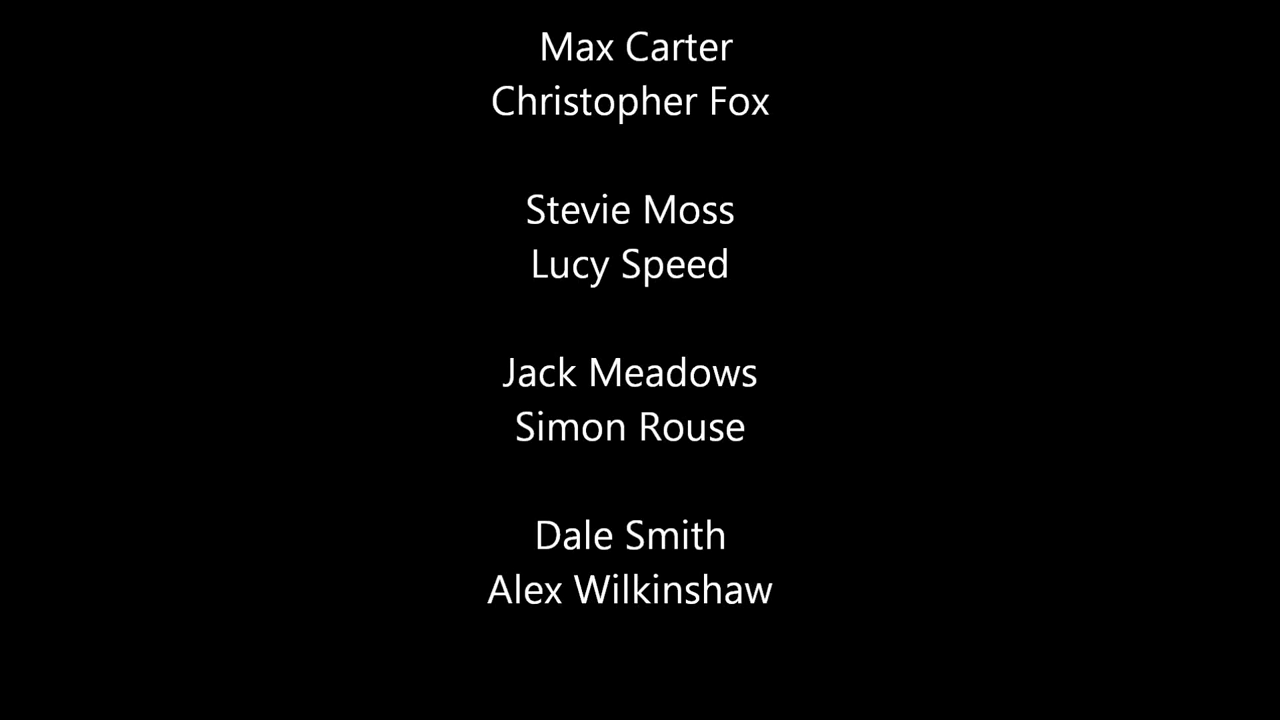 Max Carter
Christopher Fox
Stevie Moss
Lucy Speed
Jack Meadows
Simon Rouse
Dale Smith
Alex Wilkinshaw